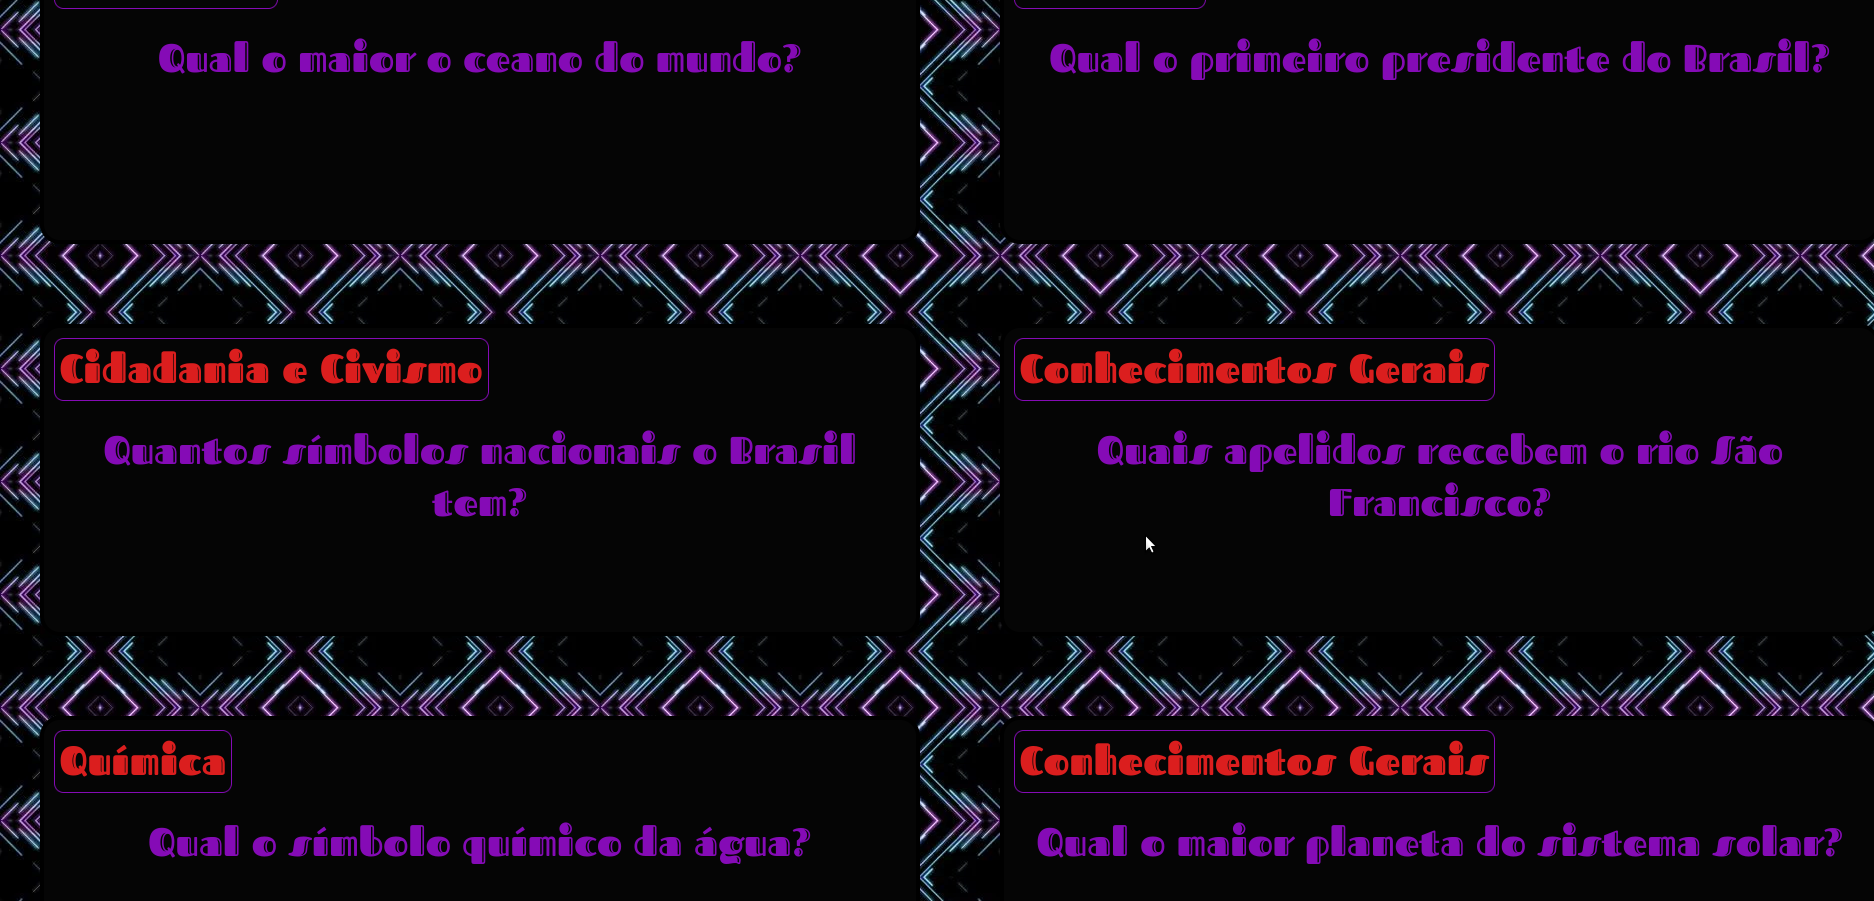 Qual o maior o ceano do mundo?
Qual o primeiro presidente do Brasil?
Cidadania e Civismo
Quantos símbolos nacionais o Brasil
tem?
Conhecimentos Gerais
Quais apelidos recebem o rio São
Francisco?
Química
Qual o símbolo químico da água?
Conhecimentos Gerais
Qual o maior planeta do sistema solar?